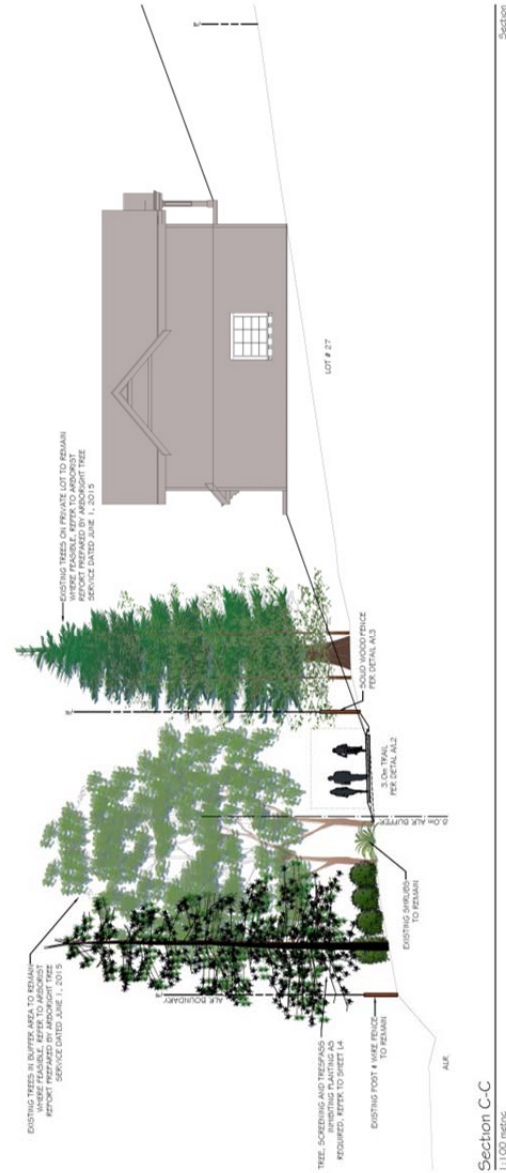 EXISTING TREES IN BUFFER AREA TO REMAIN
WHERE FEASIBLE, REFER TO ARBORIST
REPORT PREPARED BY ARBORIGHT TREE
SERVICE DATED JUNE 1, 2015
EXISTING TREES ON PRIVATE LOT TO REMAIN
WHERE FEASIBLE, REFER TO ARBORIST
REPORT PREPARED BY ARBORIGHT TREE
SERVICE DATED JUNE 1, 2015
ALR BOUNDARY
TREE, SCREENING AND TRESPASS
INHIBITING PLANTING AS
REQUIRED, REFER TO SHEET L4
EXISTING POST & WIRE FENCE
TO REMAIN
ALR
EXISTING SHRUBS
TO REMAIN
ALR BUFFER
3.0m TRAIL
PER DETAIL A/L2
SOLID WOOD FENCE
PER DETAIL A/L3
LOT # 27
Section C-C
1:100 metric
Section